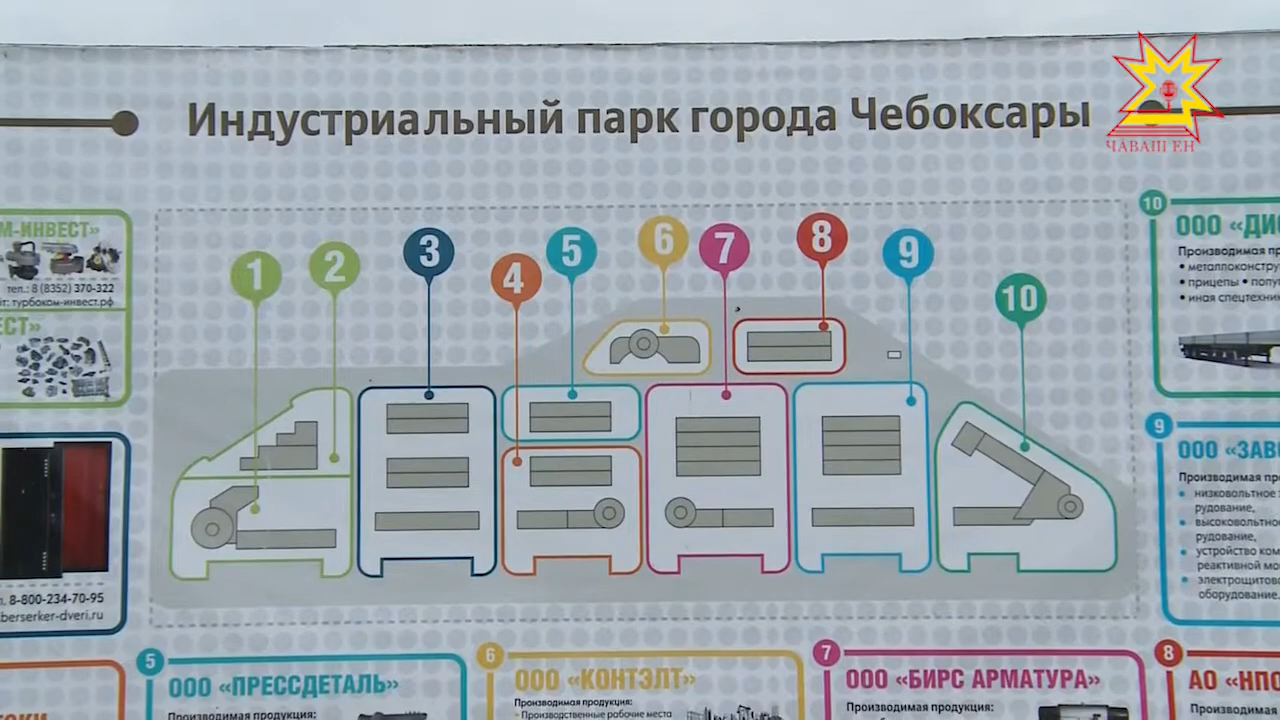 Индустриальный парк города Чебоксары
ЧАВАШ ЕН
М-ИНВЕСТ»
тел.: 8 (8352) 370-322
т: турбоком-инвест.рф
ЕСТ»
8-800-234-70-95
berserker-dveri.ru
1
2
3
4
5
6
7
8
9
10
10
ООО «ДИ
Производимая пр
• металлоконстру
• прицепы • полу
• иная спецтехни
9
ООО «ЗАВ
Производимая пр
• низковольтное
рудование,
• высоковольтно
рудование,
• устройство ком
реактивной мо
• электрощитов
оборудование.
5
ООО «ПРЕССДЕТАЛЬ»
Производимая продукция:
6
ООО «КОНТЭЛТ»
Производимая продукция:
• Производственные рабочие места
7
ООО «БИРС АРМАТУРА»
Производимая продукция:
8
АО «НПО
Производимая